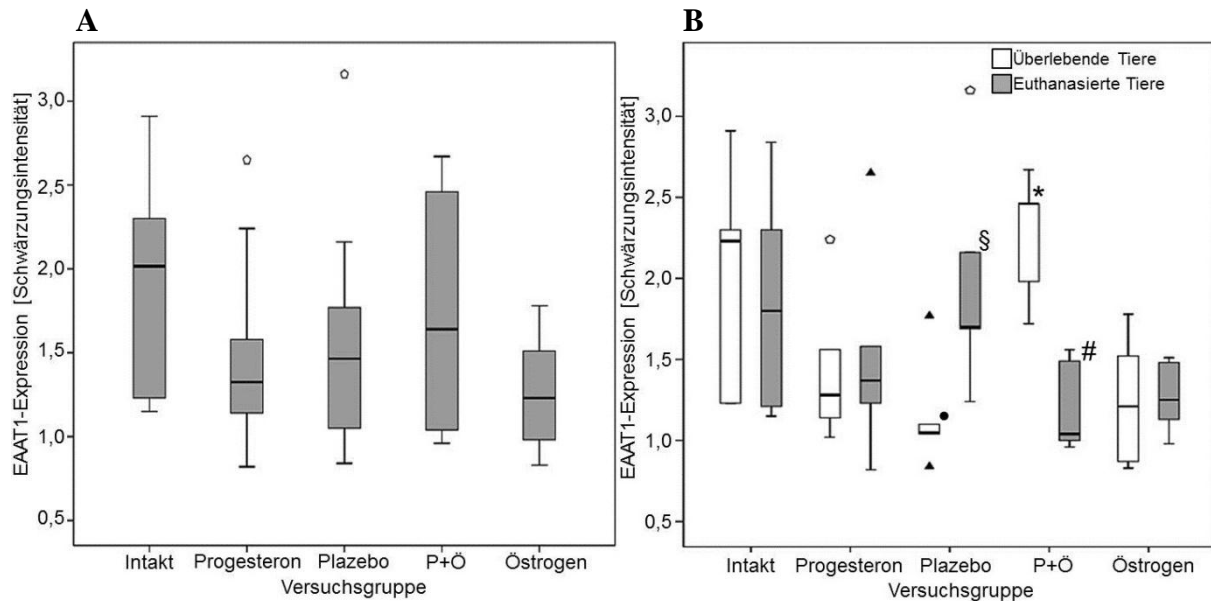 A
EAAT1-Expression [Schwärzungsintensität]
3,0
2,5
2,0
1,5
1,0
0,5
Intakt Progesteron Plazebo P+Ö Östrogen
Versuchsgruppe
B
Überlebende Tiere
Euthanasierte Tiere
EAAT1-Expression [Schwärzungsintensität]
3,0
2,5
2,0
1,5
1,0
0,5
§
*
#
Intakt Progesteron Plazebo P+Ö Östrogen
Versuchsgruppe